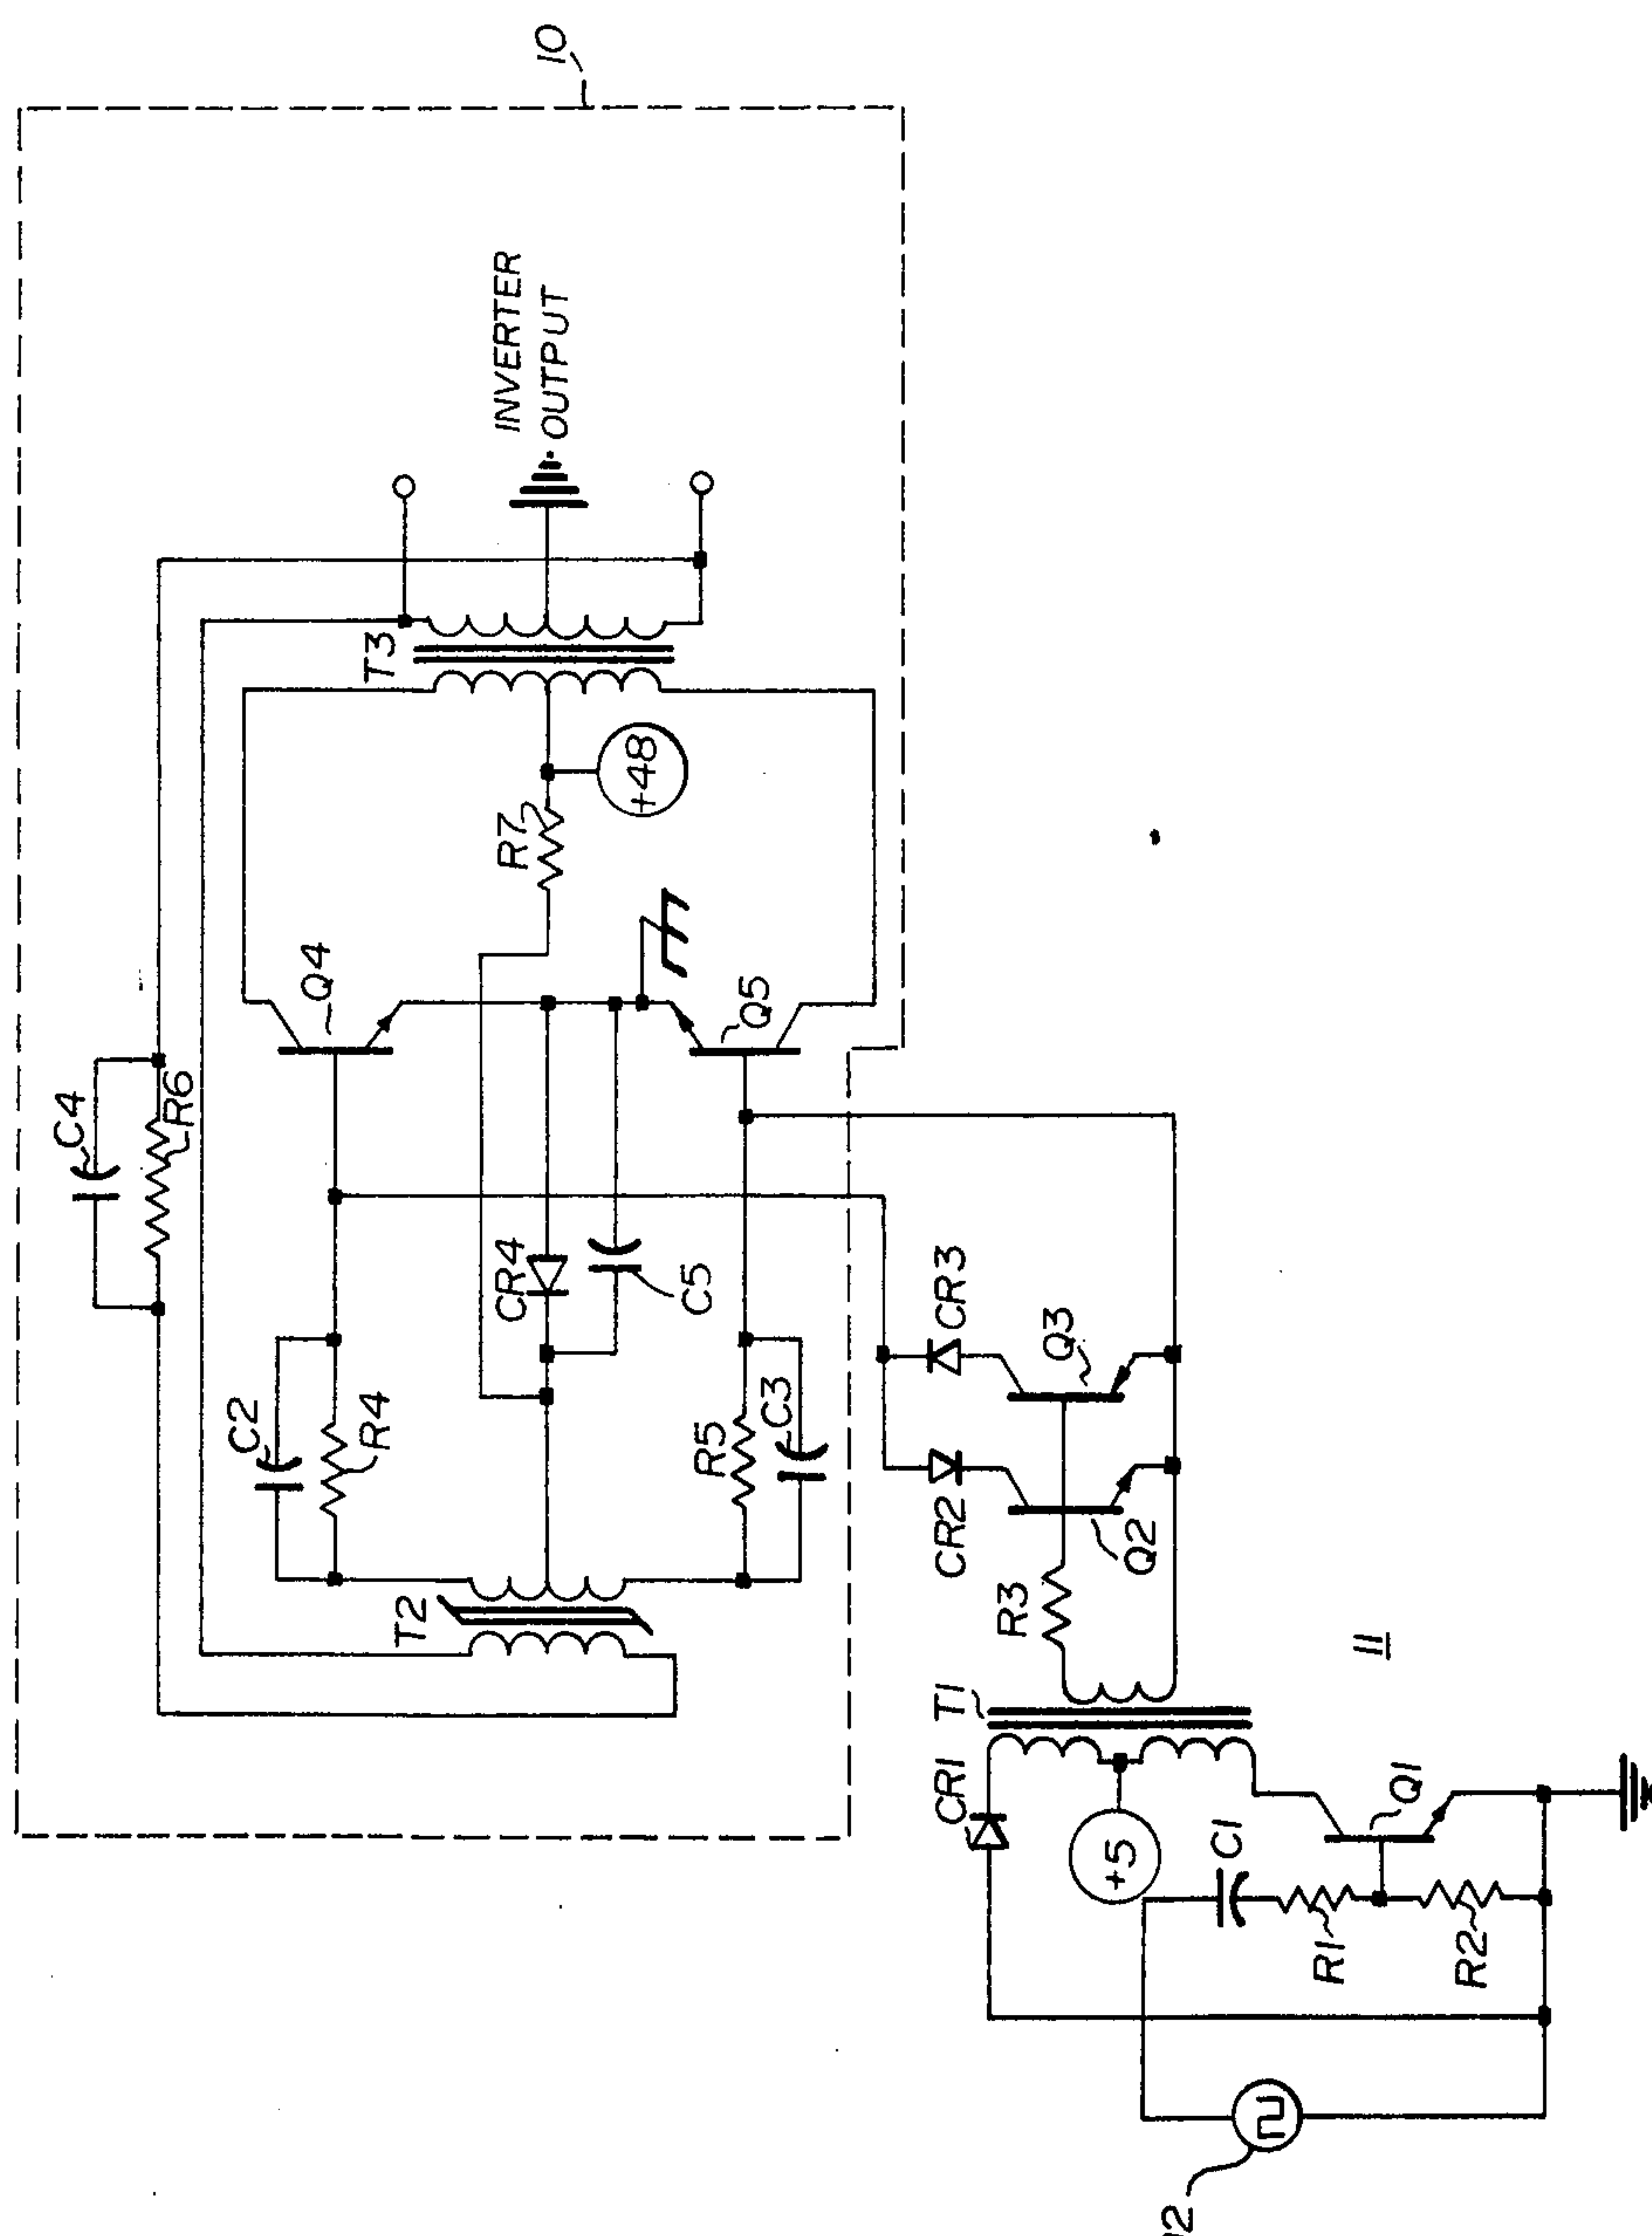 10
INVERTER
OUTPUT
T3
+48
R7
Q4
Q5
C4
R6
CR4
C5
C2
R4
R5
C3
T2
CR3
Q3
CR2
Q2
R3
11
T1
CR1
+5
C1
Q1
R1
R2